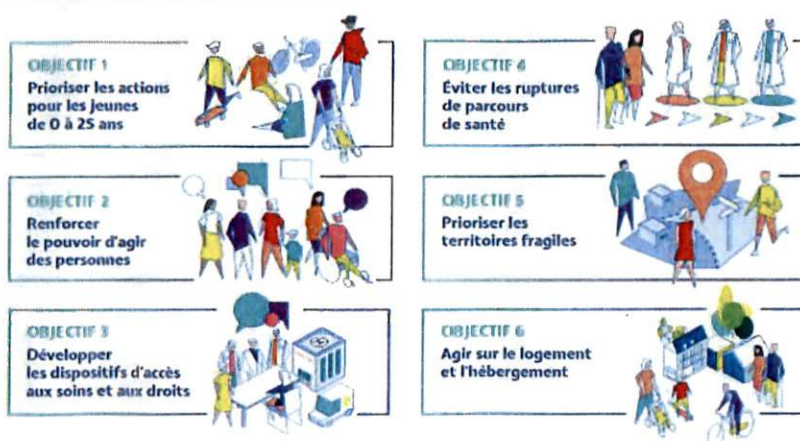 OBJECTIF 1
Prioriser les actions
pour les jeunes
de 0 à 25 ans
OBJECTIF 2
Renforcer
le pouvoir d'agir
des personnes
OBJECTIF 3
Développer
les dispositifs d'accès
aux soins et aux droits
OBJECTIF 4
Éviter les ruptures
de parcours
de santé
OBJECTIF 5
Prioriser les
territoires fragiles
OBJECTIF 6
Agir sur le logement
et l'hébergement